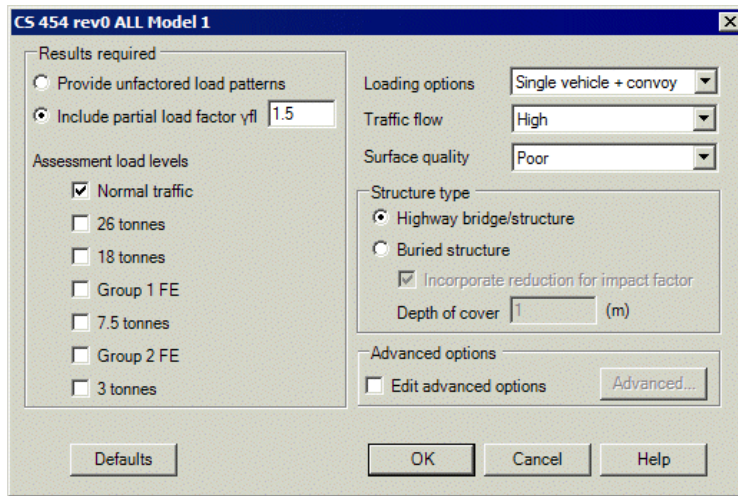 CS 454 rev0 ALL Model 1
Results required
Provide unfactored load patterns
Include partial load factor γfl 1.5
Assessment load levels
Normal traffic
26 tonnes
18 tonnes
Group 1 FE
7.5 tonnes
Group 2 FE
3 tonnes
Loading options Single vehicle + convoy
Traffic flow High
Surface quality Poor
Structure type
Highway bridge/structure
Buried structure
Incorporate reduction for impact factor
Depth of cover 1 (m)
Advanced options
Edit advanced options Advanced...
Defaults OK Cancel Help